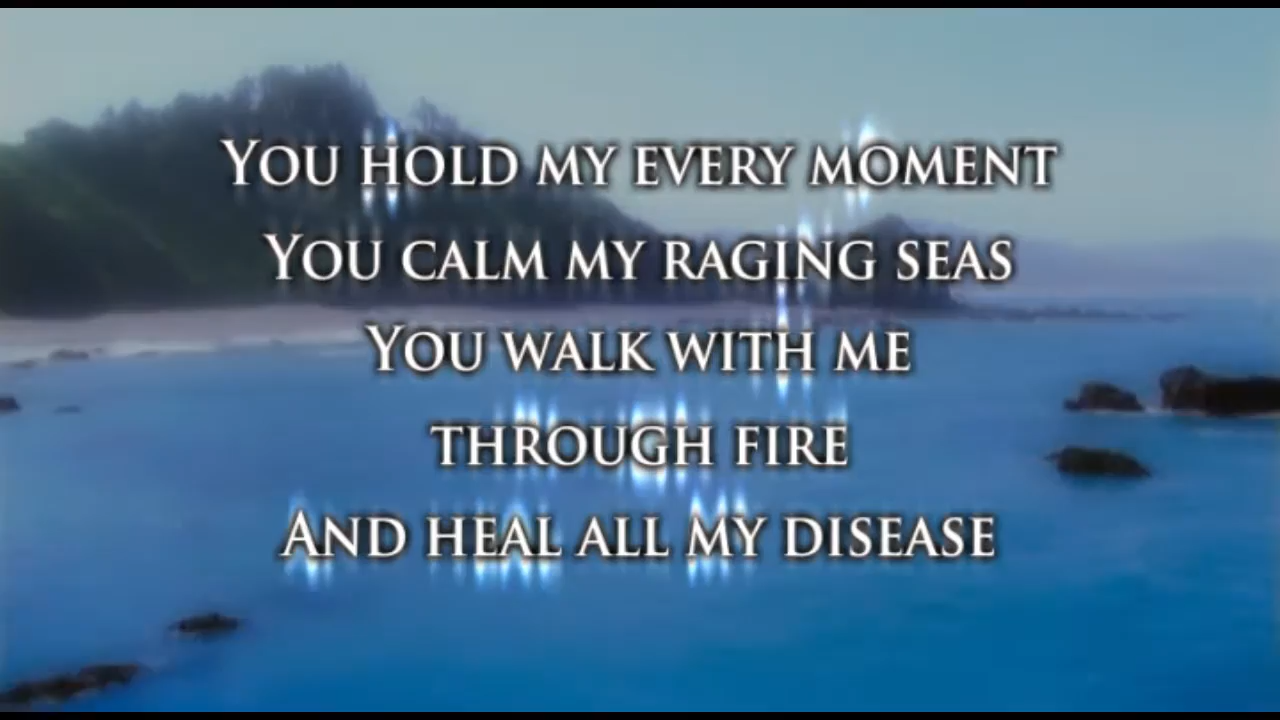 You hold my every moment
You calm my raging seas
You walk with me
through fire
And heal all my disease